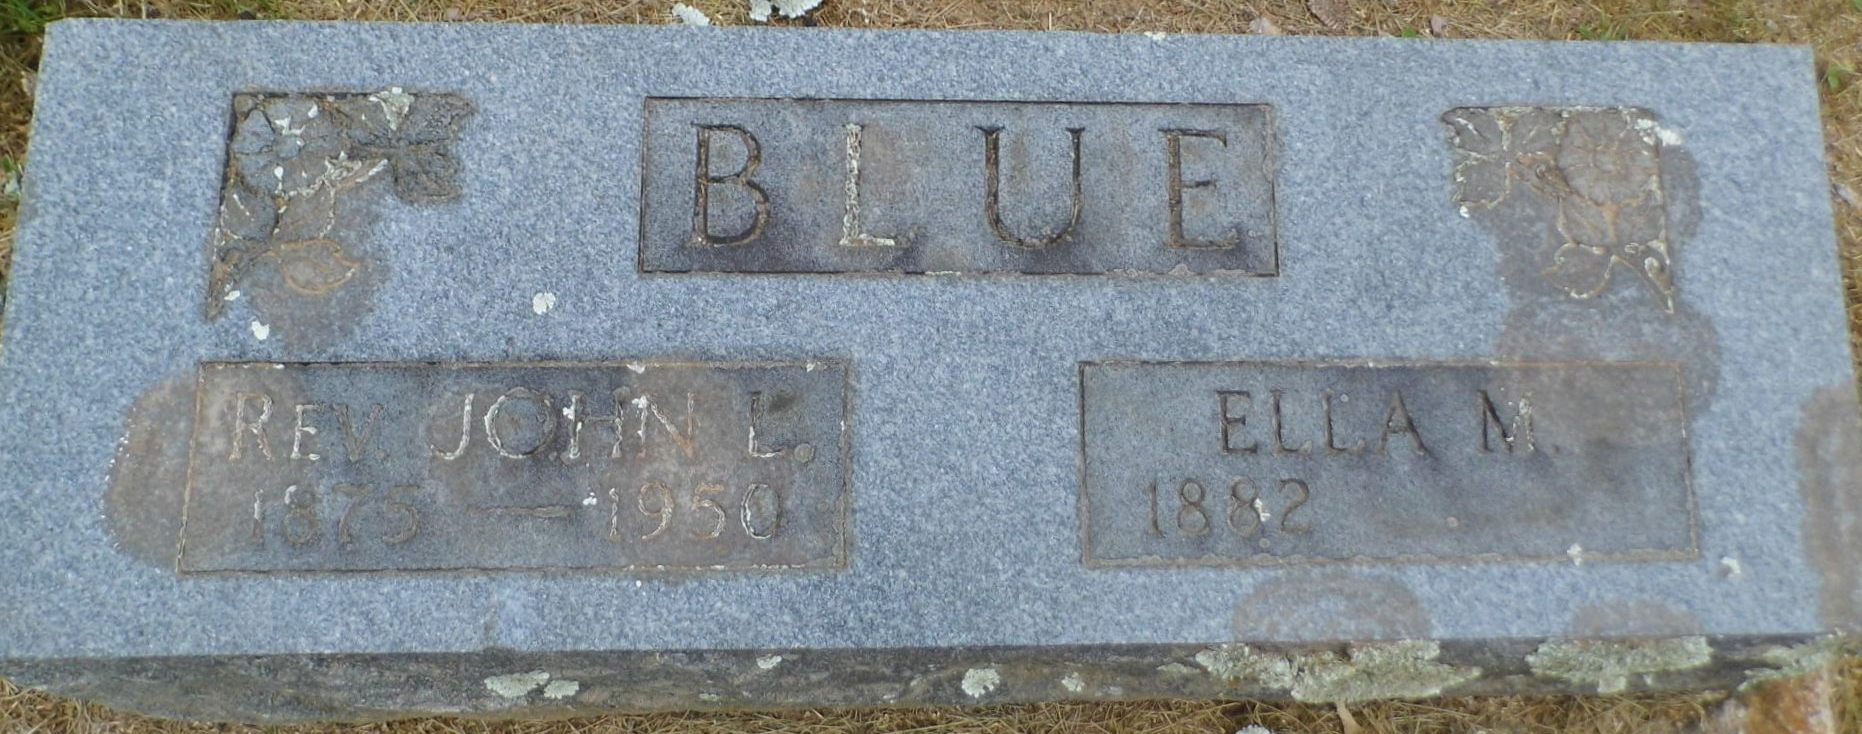 BLUE
REV. JOHN L.
1875 — 1950
ELLA M.
1882